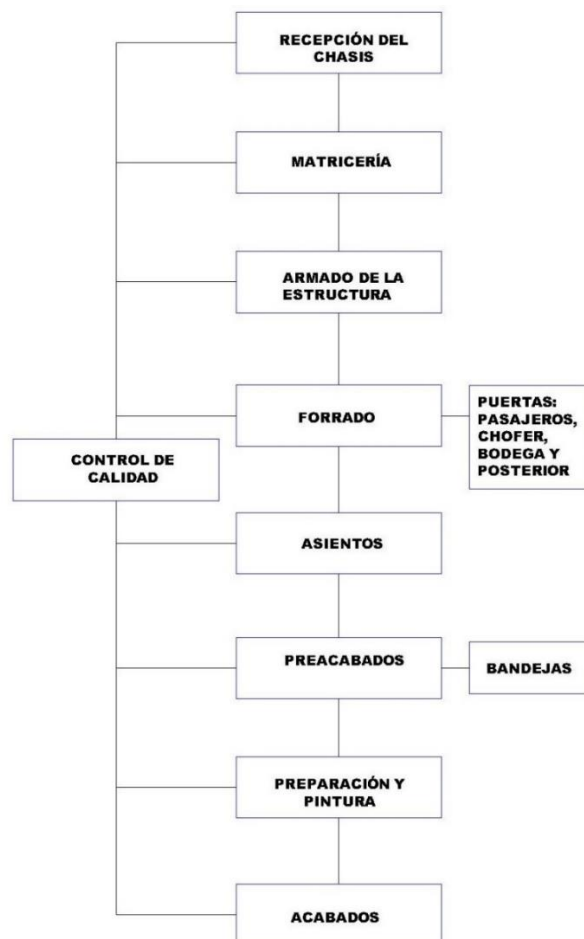 RECEPCIÓN DEL
CHASIS
MATRICERÍA
ARMADO DE LA
ESTRUCTURA
FORRADO
PUERTAS:
PASAJEROS,
CHOFER,
BODEGA Y
POSTERIOR
CONTROL DE
CALIDAD
ASIENTOS
PREACABADOS
BANDEJAS
PREPARACIÓN Y
PINTURA
ACABADOS